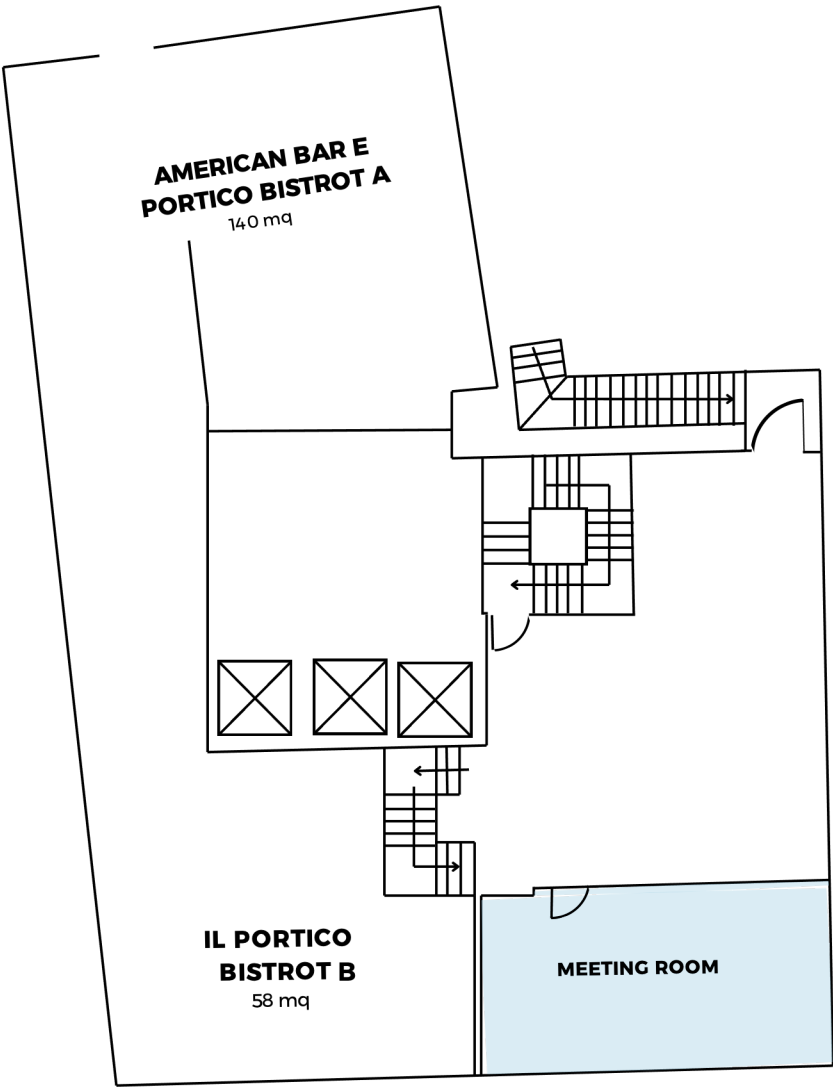 AMERICAN BAR E
PORTICO BISTROT A
140 mq
IL PORTICO
BISTROT B
58 mq
MEETING ROOM